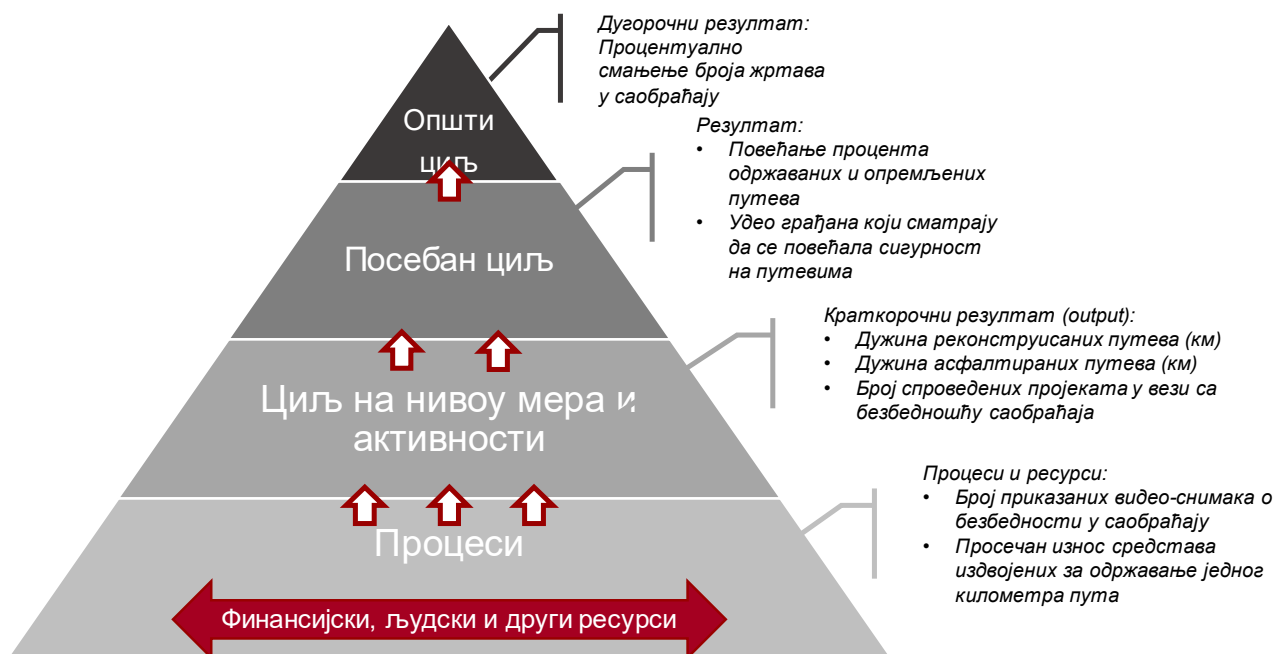 Дугорочни резултат:
Процентуално
смањење броја жртава
у саобраћају
Општи
циљ
Резултат:
• Повећање процента
одржаваних и опремљених
путева
• Удео грађана који сматрају
да се повећала сигурност
на путевима
Посебан циљ
Краткорочни резултат (output):
• Дужина реконструисаних путева (км)
• Дужина асфалтираних путева (км)
• Број спроведених пројеката у вези са
безбедношћу саобраћаја
Циљ на нивоу мера и
активности
Процеси и ресурси:
• Број приказаних видео-снимака о
безбедности у саобраћају
• Просечан износ средстава
издвојених за одржавање једног
километра пута
Процеси
Финансијски, људски и други ресурси